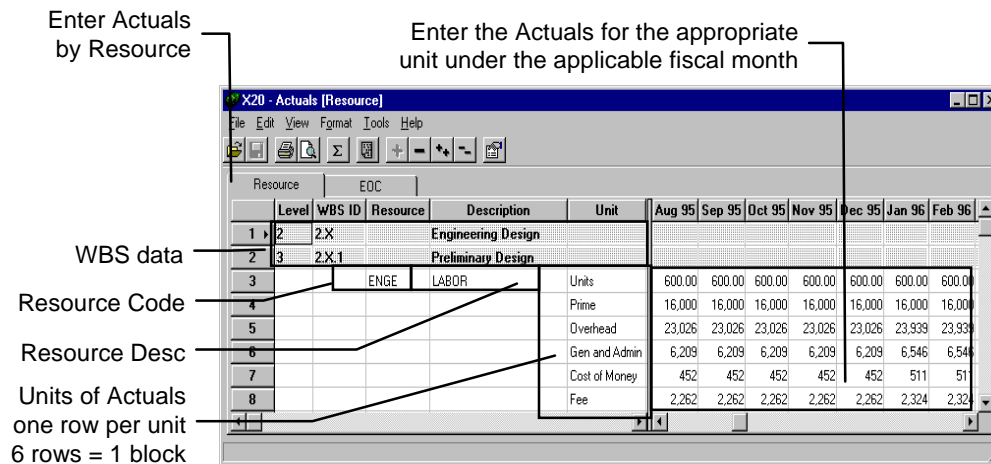 Enter Actuals
by Resource
Enter the Actuals for the appropriate
unit under the applicable fiscal month
X20 - Actuals [Resource]
File Edit View Format Tools Help
Resource EOC
Level WBS ID Resource Description Unit Aug 95 Sep 95 Oct 95 Nov 95 Dec 95 Jan 96 Feb 96
1 2 2.X Engineering Design
2 3 2.X.1 Preliminary Design
3 ENGE LABOR Units 600.00 600.00 600.00 600.00 600.00 600.00 600.00
4 Prime 16,000 16,000 16,000 16,000 16,000 16,000 16,000
5 Overhead 23,026 23,026 23,026 23,026 23,026 23,939 23,939
6 Gen and Admin 6,209 6,209 6,209 6,209 6,209 6,546 6,546
7 Cost of Money 452 452 452 452 452 511 511
8 Fee 2,262 2,262 2,262 2,262 2,262 2,324 2,324
WBS data
Resource Code
Resource Desc
Units of Actuals
one row per unit
6 rows = 1 block